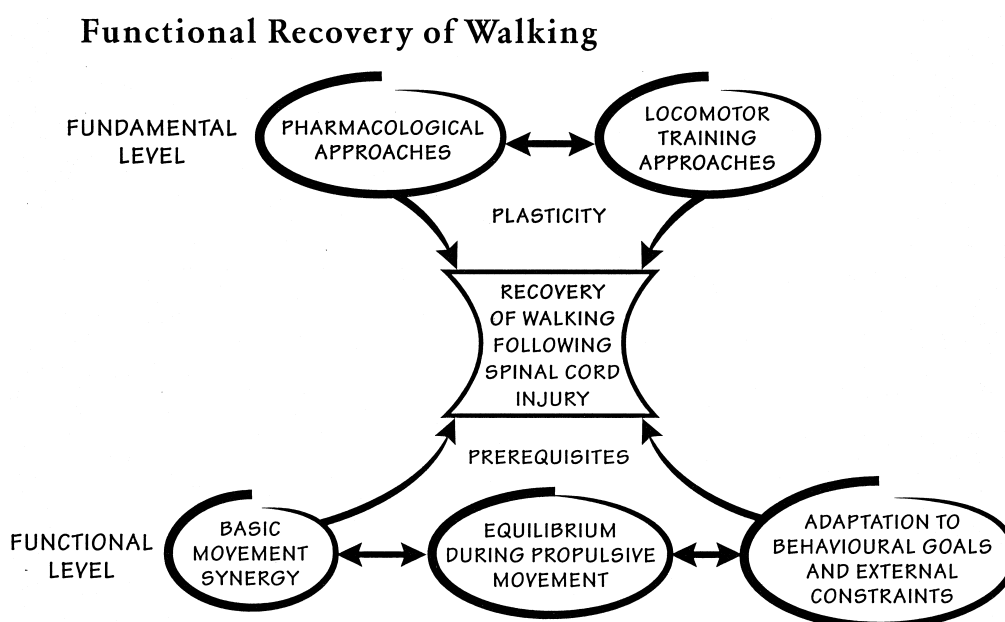 Functional Recovery of Walking
FUNDAMENTAL
LEVEL
PHARMACOLOGICAL
APPROACHES
LOCOMOTOR
TRAINING
APPROACHES
PLASTICITY
RECOVERY
OF WALKING
FOLLOWING
SPINAL CORD
INJURY
PREREQUISITES
FUNCTIONAL
LEVEL
BASIC
MOVEMENT
SYNERGY
EQUILIBRIUM
DURING PROPULSIVE
MOVEMENT
ADAPTATION TO
BEHAVIOURAL GOALS
AND EXTERNAL
CONSTRAINTS